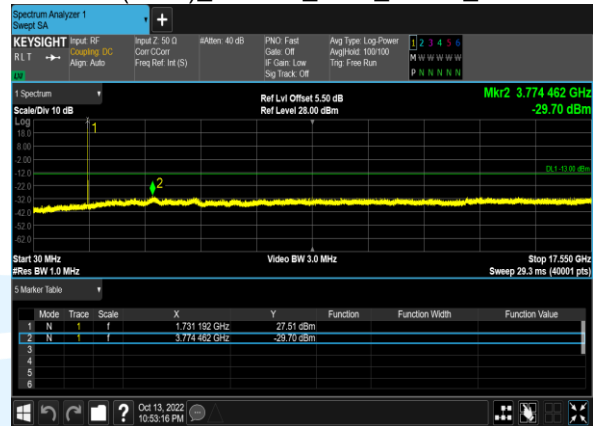 Spectrum Analyzer 1
Swept SA
+
KEYSIGHT
RLT
LU
Input: RF
Coupling: DC
Align: Auto
Input Z: 50 Ω
Corr CCorr
Freq Ref: Int (S)
#Atten: 40 dB
PNO: Fast
Gate: Off
IF Gain: Low
Sig Track: Off
Avg Type: Log-Power
Avg|Hold: 100/100
Trig: Free Run
1 2 3 4 5 6
M W W W W W
P N N N N N
1 Spectrum
Scale/Div 10 dB
Ref Lvl Offset 5.50 dB
Ref Level 28.00 dBm
Mkr2 3.774 462 GHz
-29.70 dBm
Log
18.0
8.00
-2.00
-12.0
-22.0
-32.0
-42.0
-52.0
-62.0
1
2
DL1 -13.00 dBm
Start 30 MHz
#Res BW 1.0 MHz
Video BW 3.0 MHz
Stop 17.550 GHz
Sweep 29.3 ms (40001 pts)
5 Marker Table
Mode Trace Scale X Y Function Function Width Function Value
1 N 1 f 1.731 192 GHz 27.51 dBm
2 N 1 f 3.774 462 GHz -29.70 dBm
3
4
5
6
?
Oct 13, 2022
10:53:16 PM